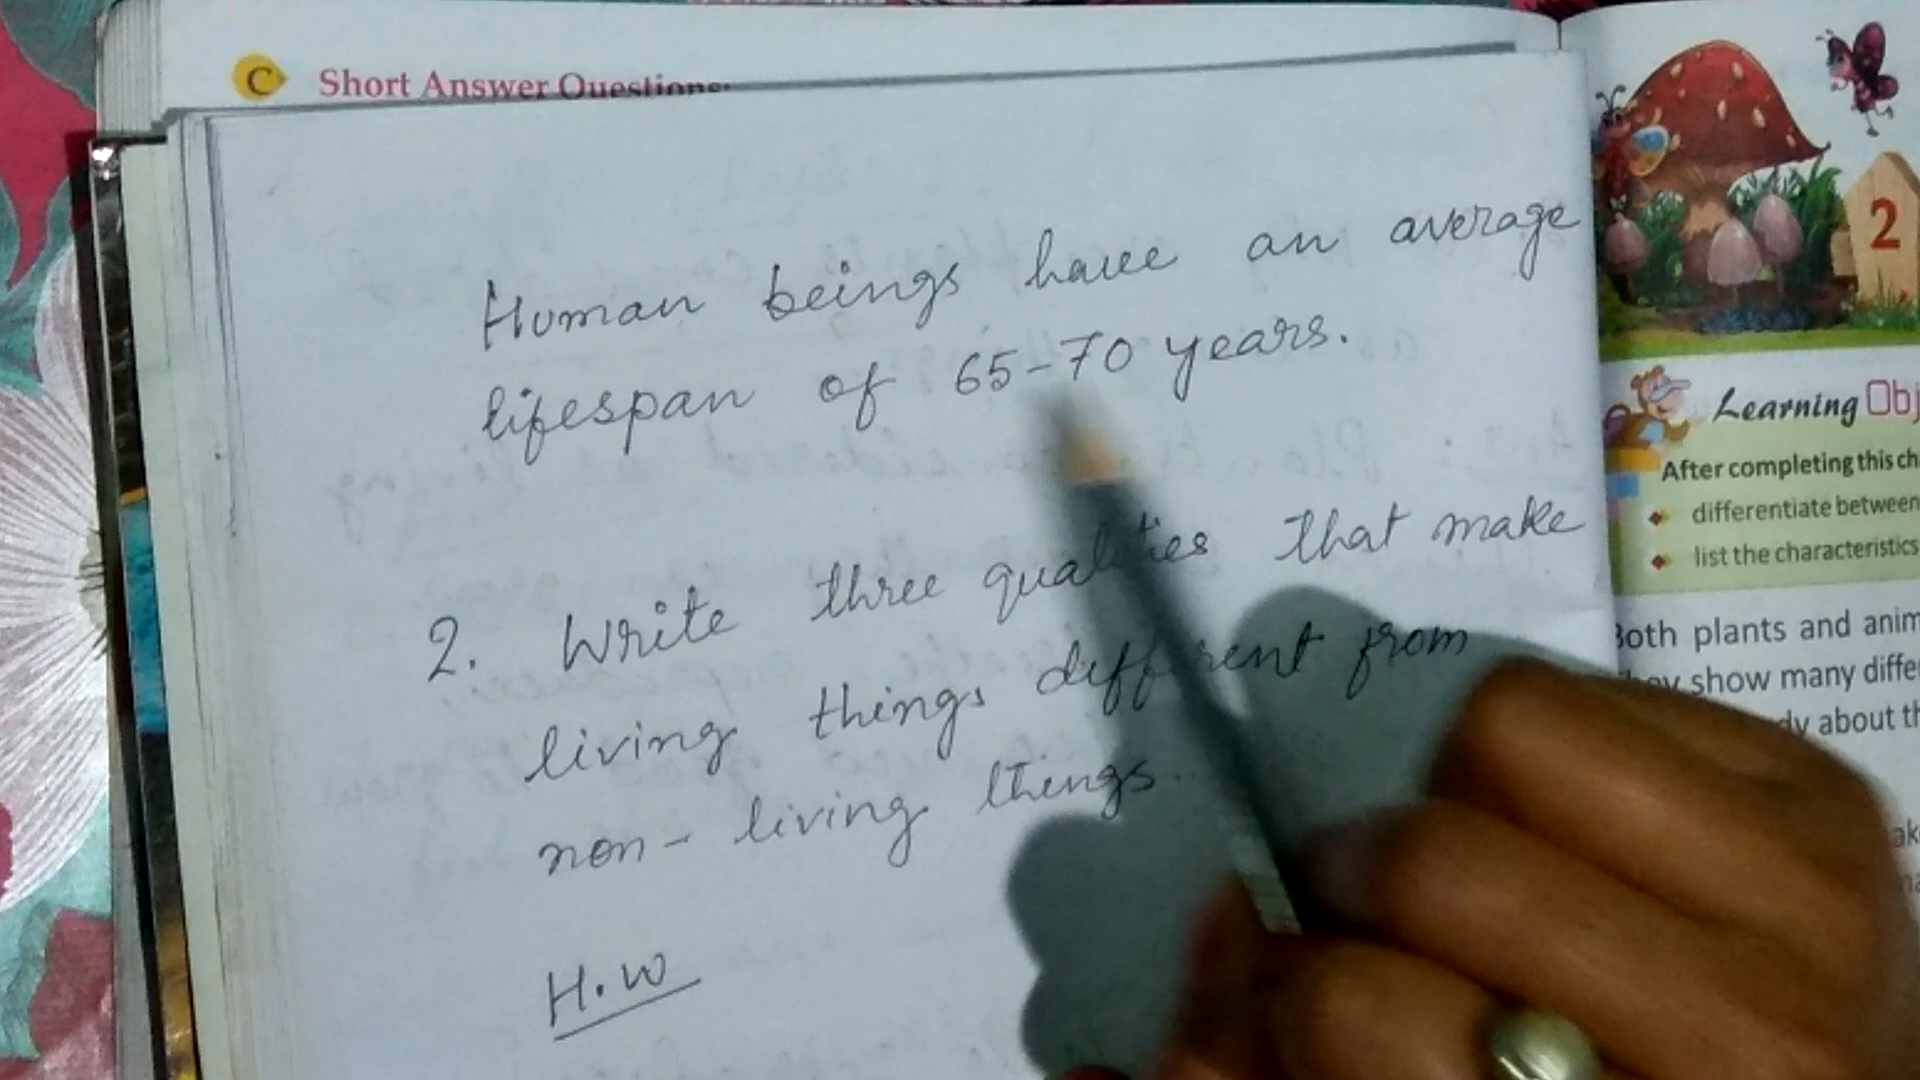 C Short Answer Questions:
Human beings have an average
lifespan of 65-70 years.
2. Write three qualities that make
living things different from
non-living things.
H.W
2
Learning Obj
After completing this ch
differentiate between
list the characteristics
Both plants and anim
They show many diffe
dy about th